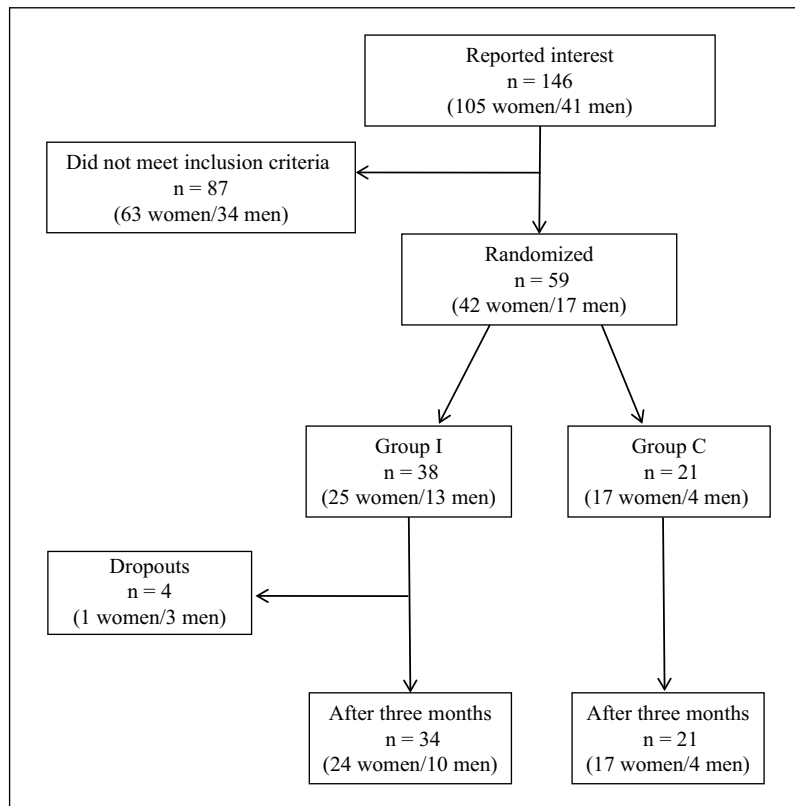 Reported interest
n = 146
(105 women/41 men)
Did not meet inclusion criteria
n = 87
(63 women/34 men)
Randomized
n = 59
(42 women/17 men)
Group I
n = 38
(25 women/13 men)
Group C
n = 21
(17 women/4 men)
Dropouts
n = 4
(1 women/3 men)
After three months
n = 34
(24 women/10 men)
After three months
n = 21
(17 women/4 men)